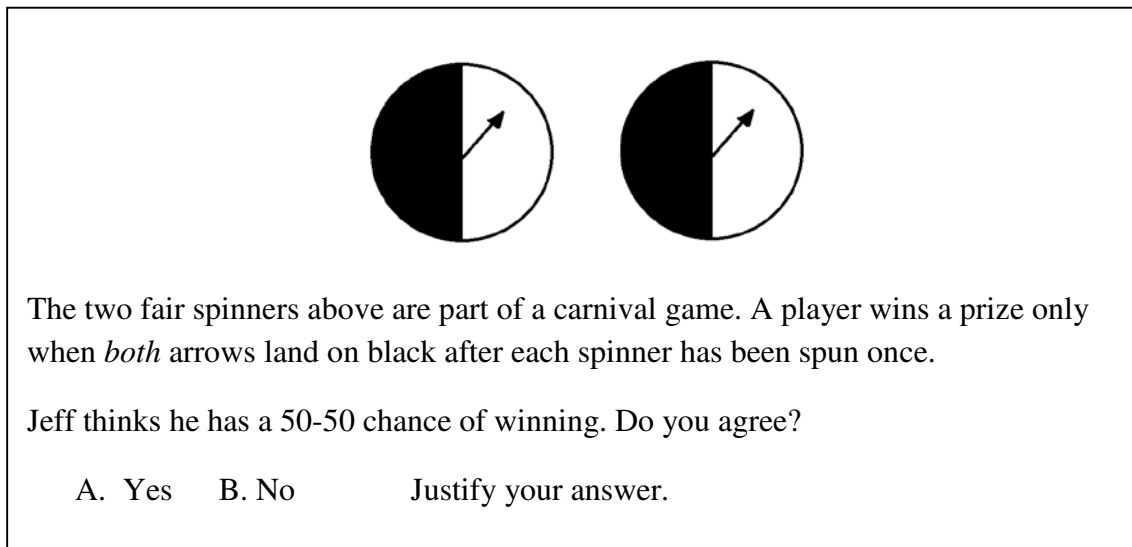 The two fair spinners above are part of a carnival game. A player wins a prize only
when both arrows land on black after each spinner has been spun once.
Jeff thinks he has a 50-50 chance of winning. Do you agree?
A. Yes B. No Justify your answer.